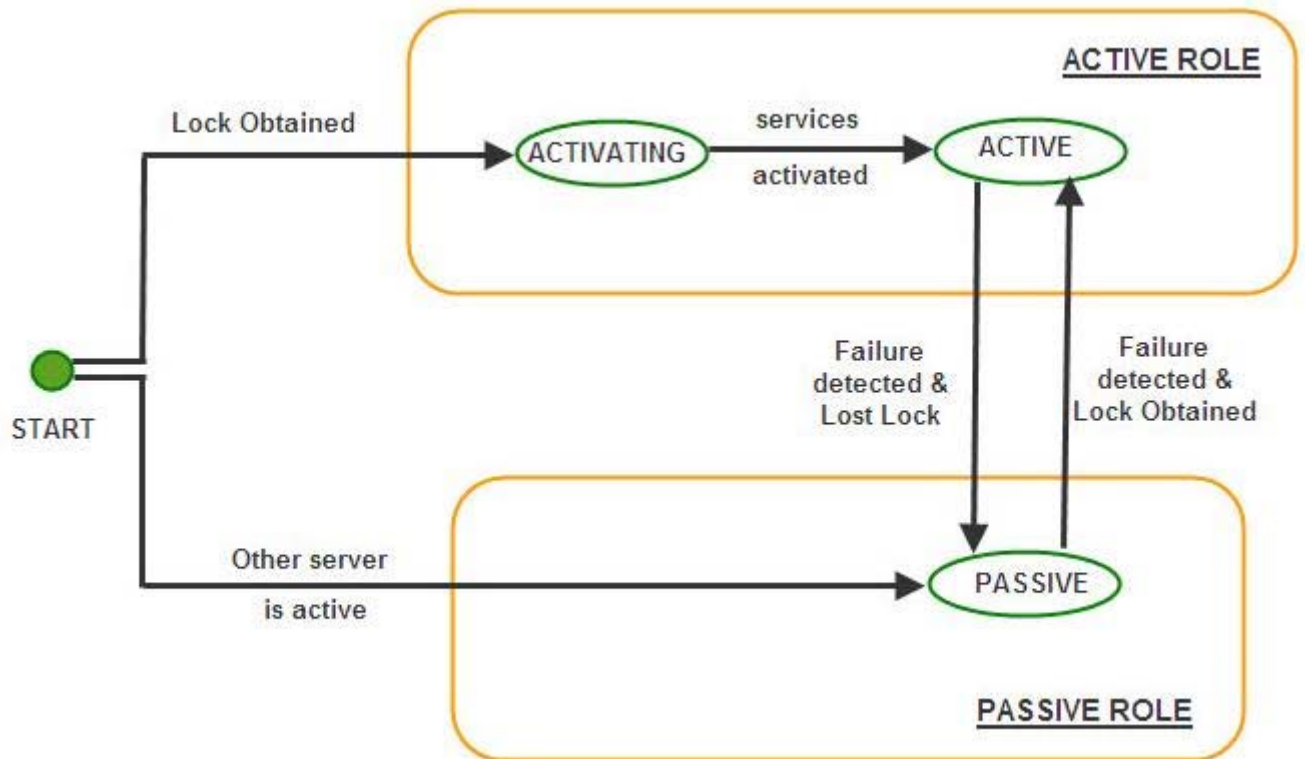 ACTIVE ROLE
Lock Obtained
ACTIVATING
services
activated
ACTIVE
Failure
detected &
Lost Lock
Failure
detected &
Lock Obtained
START
Other server
is active
PASSIVE
PASSIVE ROLE